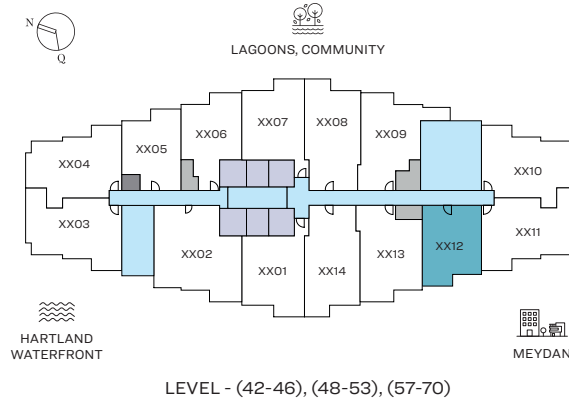 N
Q
LAGOONS, COMMUNITY
XX07
XX08
XX06
XX09
XX05
XX04
XX10
XX03
XX02
XX01
XX14
XX13
XX12
XX11
HARTLAND
WATERFRONT
MEYDAN
LEVEL - (42-46), (48-53), (57-70)